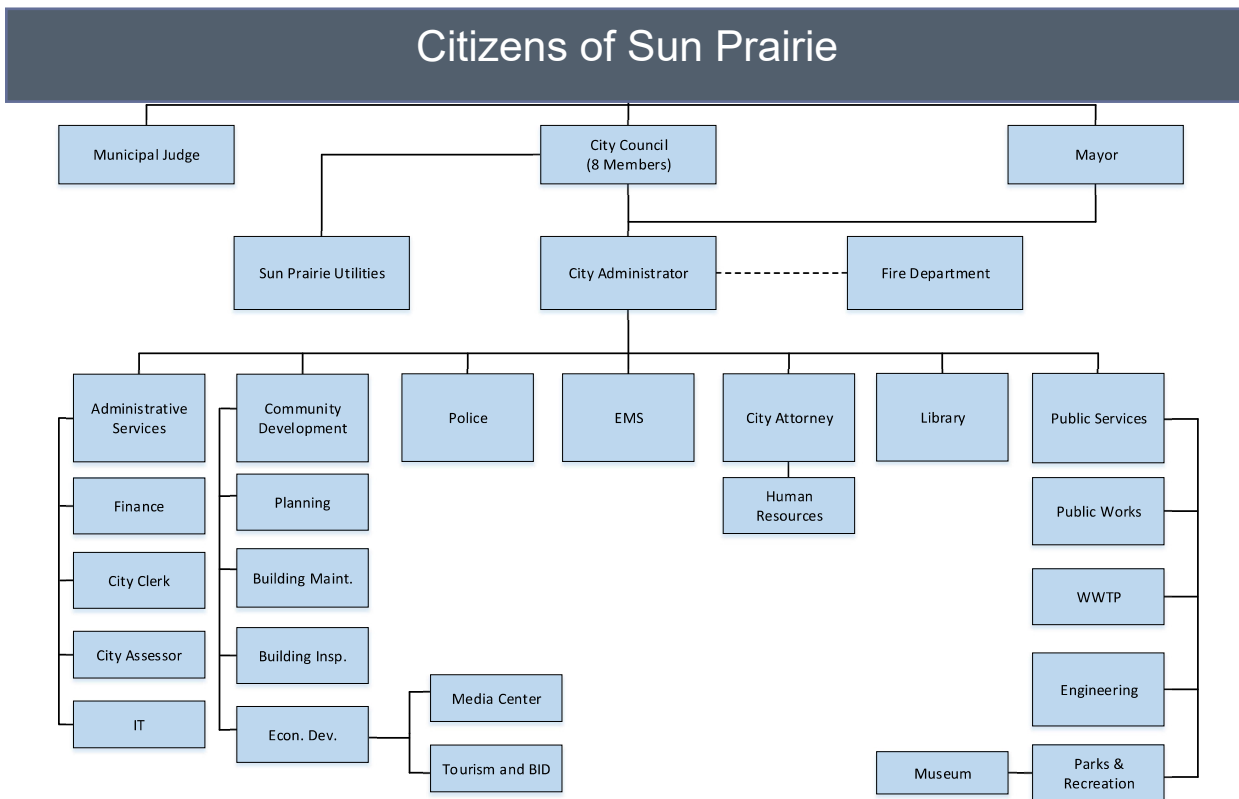 Citizens of Sun Prairie
Municipal Judge
City Council
(8 Members)
Mayor
Sun Prairie Utilities
City Administrator
Fire Department
Administrative
Services
Community
Development
Police
EMS
City Attorney
Library
Public Services
Finance
Planning
Human
Resources
Public Works
City Clerk
Building Maint.
WWTP
City Assessor
Building Insp.
Engineering
IT
Econ. Dev.
Media Center
Tourism and BID
Museum
Parks &
Recreation